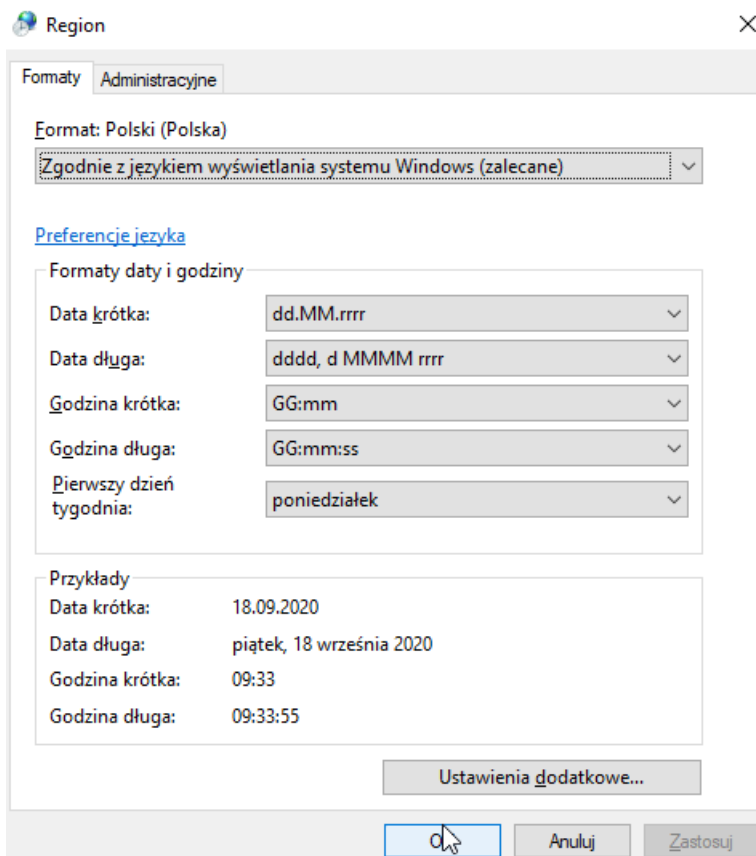 Region
Formaty Administracyjne
Format: Polski (Polska)
Zgodnie z językiem wyświetlania systemu Windows (zalecane)
Preferencje języka
Formaty daty i godziny
Data krótka: dd.MM.rrrr
Data długa: dddd, d MMMM rrrr
Godzina krótka: GG:mm
Godzina długa: GG:mm:ss
Pierwszy dzień
tygodnia: poniedziałek
Przykłady
Data krótka: 18.09.2020
Data długa: piątek, 18 września 2020
Godzina krótka: 09:33
Godzina długa: 09:33:55
Ustawienia dodatkowe...
Anuluj Zastosuj